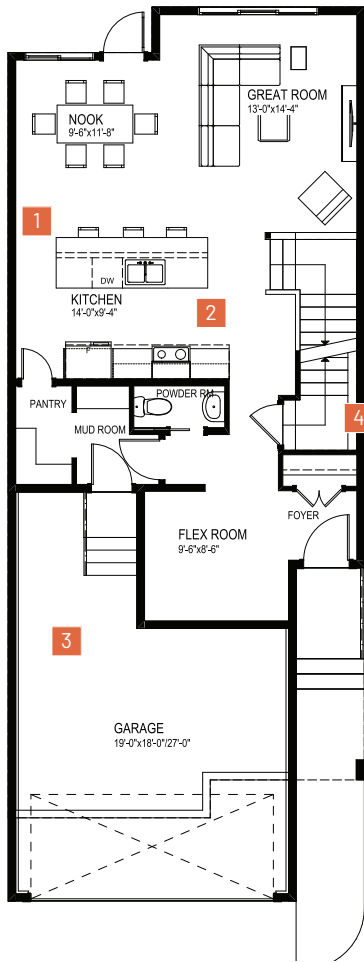 GREAT ROOM
13'-0"x14'-4"
NOOK
9'-6"x11'-8"
1
DW
KITCHEN
14'-0"x9'-4"
2
F
PANTRY
POWDER RM
4
MUD ROOM
FOYER
FLEX ROOM
9'-6"x8'-6"
3
GARAGE
19'-0"x18'-0"/27'-0"